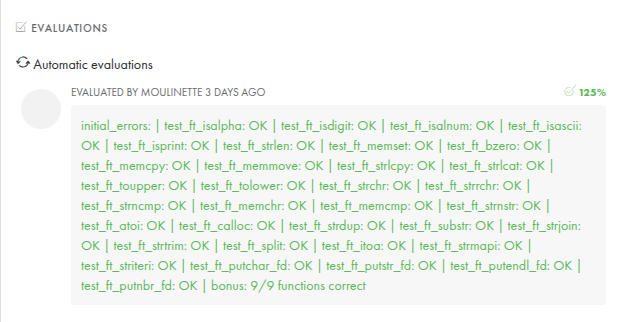 EVALUATIONS
Automatic evaluations
EVALUATED BY MOULINETTE 3 DAYS AGO
125%
initial_errors: | test_ft_isalpha: OK | test_ft_isdigit: OK | test_ft_isalnum: OK | test_ft_isascii:
OK | test_ft_isprint: OK | test_ft_strlen: OK | test_ft_memset: OK | test_ft_bzero: OK |
test_ft_memcpy: OK | test_ft_memmove: OK | test_ft_strlcpy: OK | test_ft_strlcat: OK |
test_ft_toupper: OK | test_ft_tolower: OK | test_ft_strchr: OK | test_ft_strrchr: OK |
test_ft_strncmp: OK | test_ft_memchr: OK | test_ft_memcmp: OK | test_ft_strnstr: OK |
test_ft_atoi: OK | test_ft_calloc: OK | test_ft_strdup: OK | test_ft_substr: OK | test_ft_strjoin:
OK | test_ft_strtrim: OK | test_ft_split: OK | test_ft_itoa: OK | test_ft_strmapi: OK |
test_ft_striteri: OK | test_ft_putchar_fd: OK | test_ft_putstr_fd: OK | test_ft_putendl_fd: OK |
test_ft_putnbr_fd: OK | bonus: 9/9 functions correct